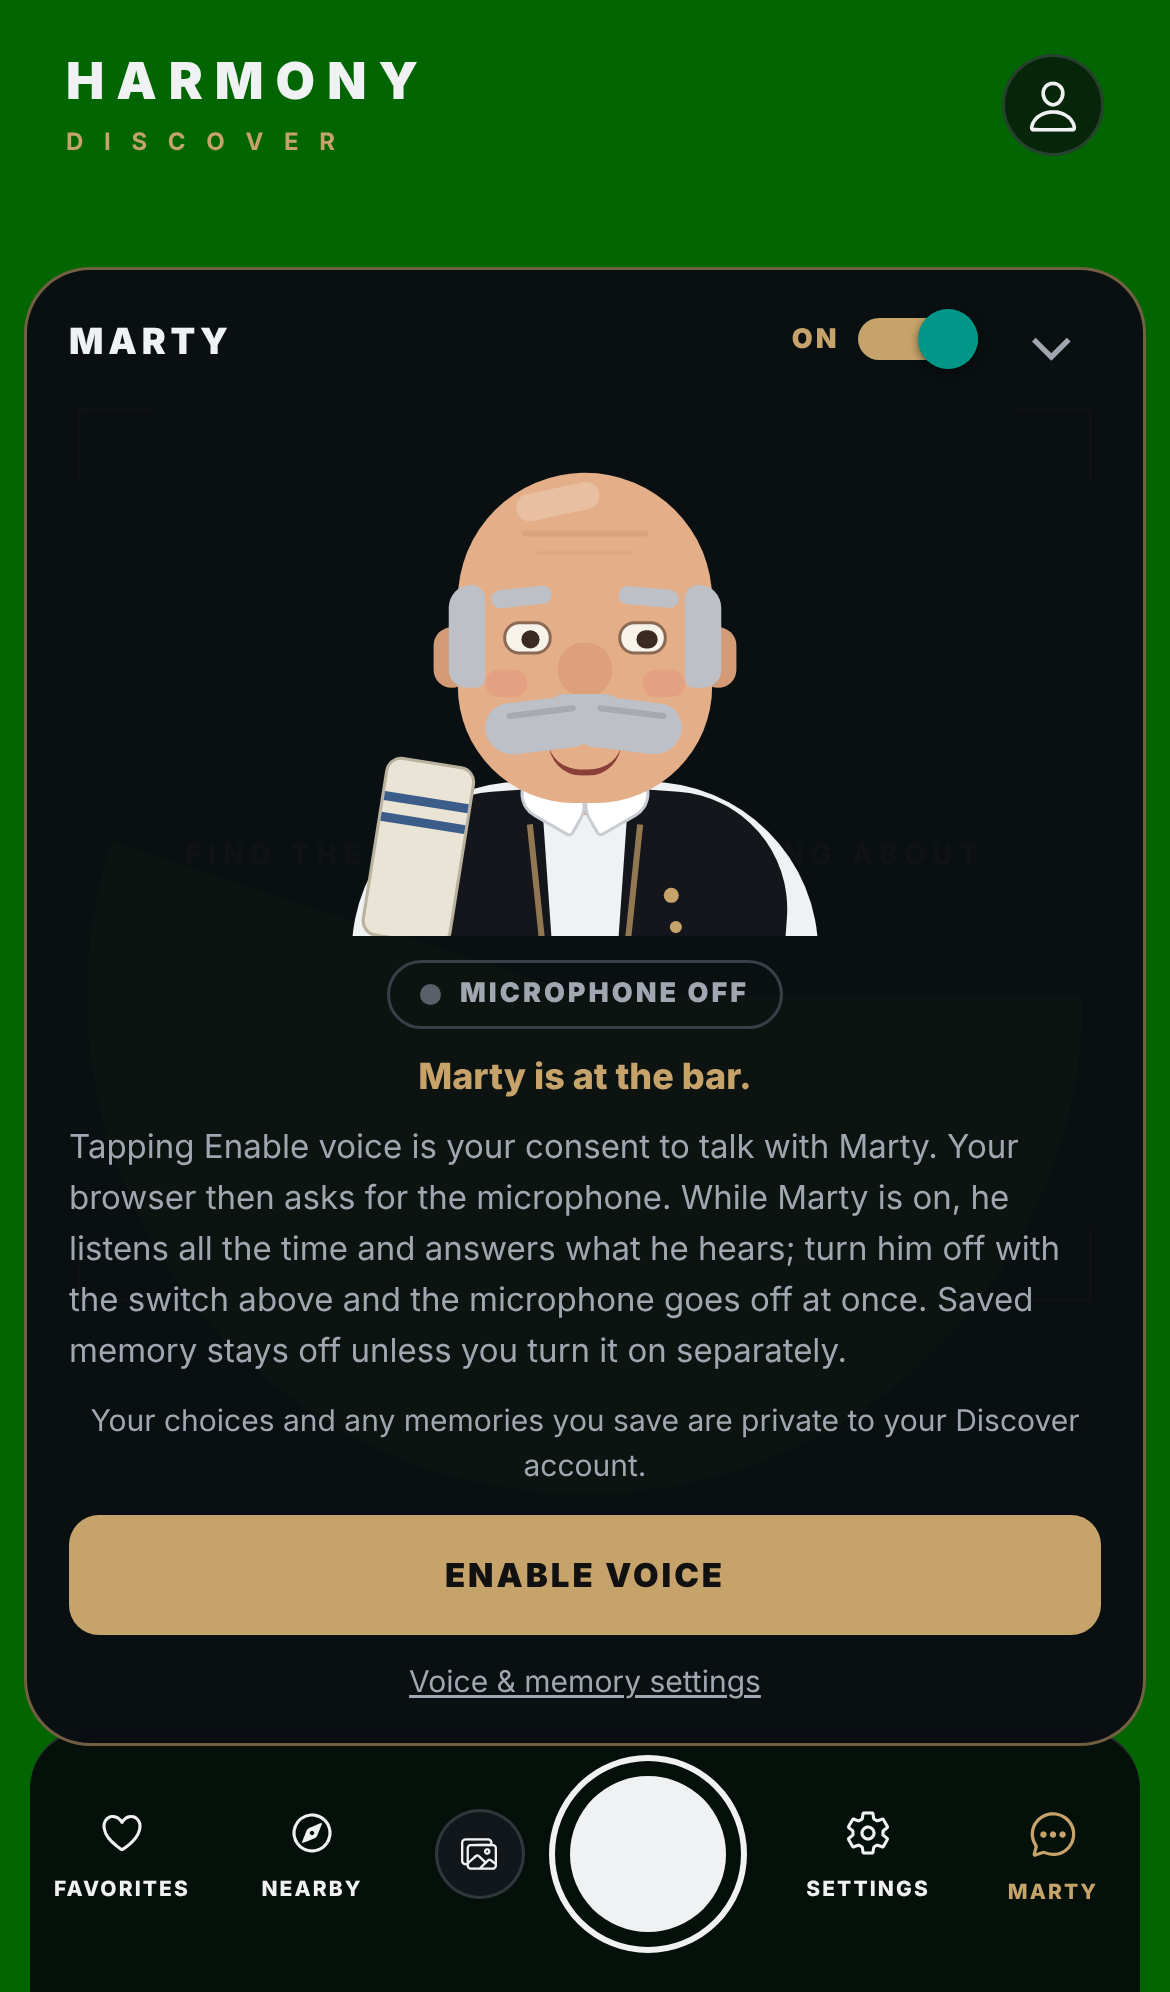 HARMONY
DISCOVER
MARTY
ON
FIND THE
NG ABOUT
MICROPHONE OFF
Marty is at the bar.
Tapping Enable voice is your consent to talk with Marty. Your
browser then asks for the microphone. While Marty is on, he
listens all the time and answers what he hears; turn him off with
the switch above and the microphone goes off at once. Saved
memory stays off unless you turn it on separately.
Your choices and any memories you save are private to your Discover
account.
ENABLE VOICE
Voice & memory settings
FAVORITES
NEARBY
SETTINGS
MARTY